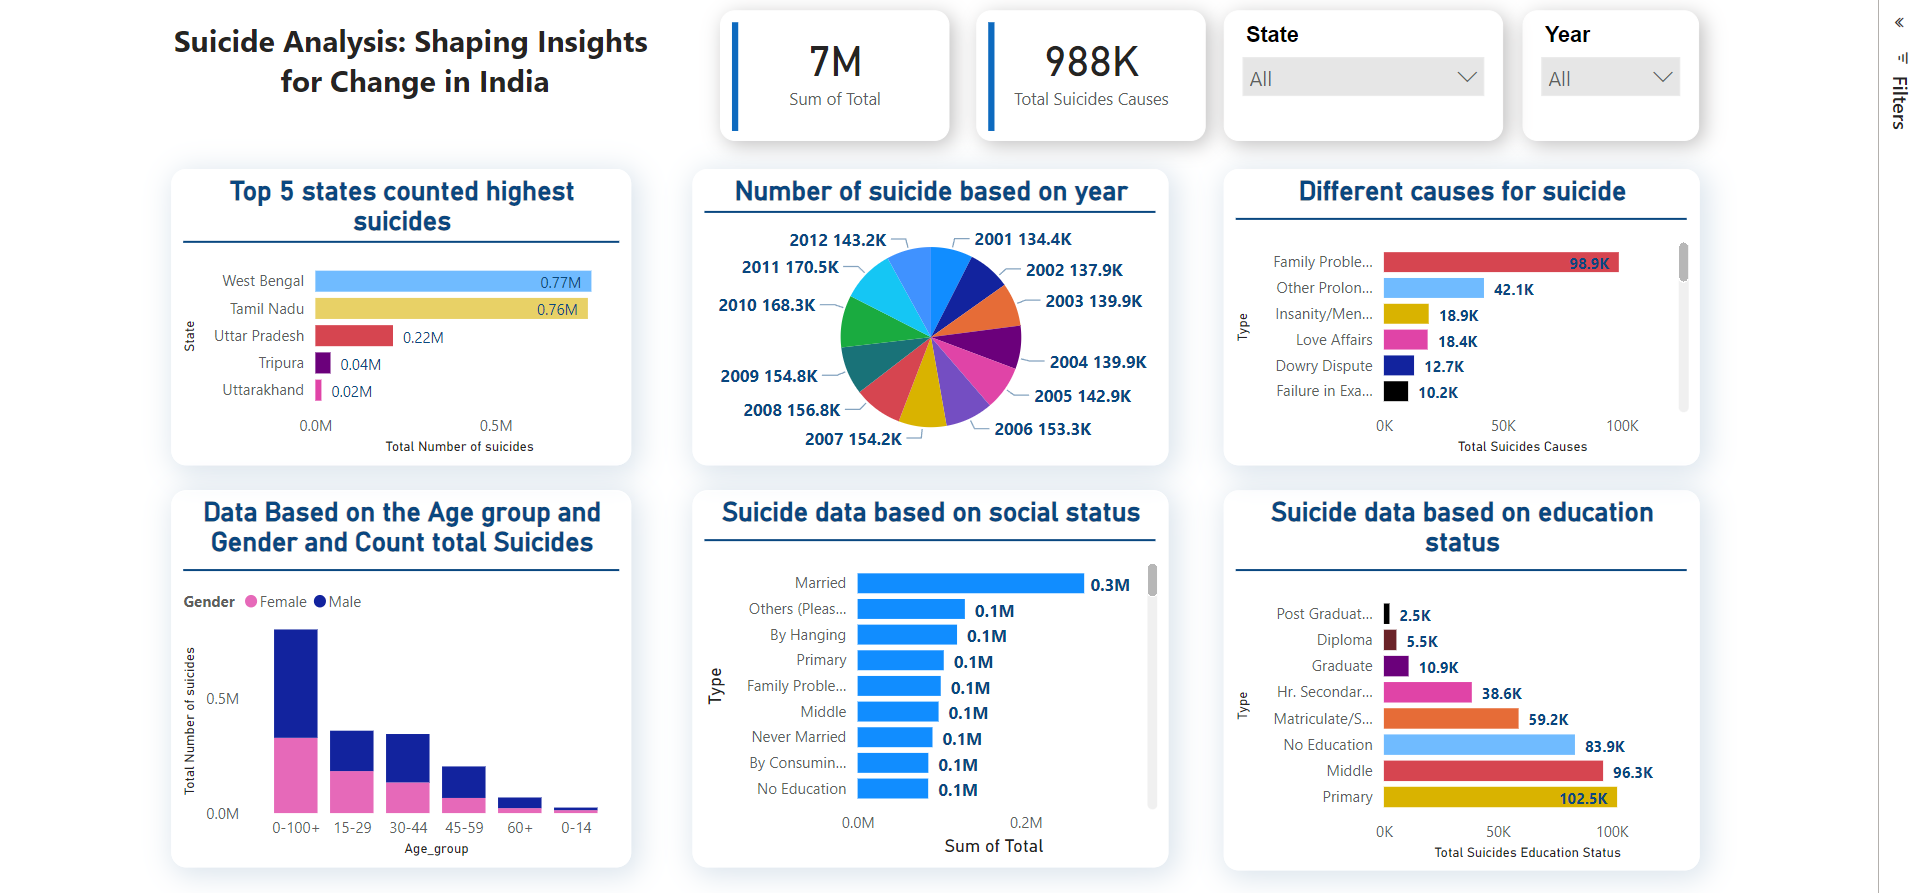 Suicide Analysis: Shaping Insights
for Change in India
7M
Sum of Total
988K
Total Suicides Causes
State
All
Year
All
Filters
Top 5 states counted highest
suicides
State
West Bengal 0.77M
Tamil Nadu 0.76M
Uttar Pradesh 0.22M
Tripura 0.04M
Uttarakhand 0.02M
0.0M 0.5M
Total Number of suicides
Number of suicide based on year
2001 134.4K
2002 137.9K
2003 139.9K
2004 139.9K
2005 142.9K
2006 153.3K
2007 154.2K
2008 156.8K
2009 154.8K
2010 168.3K
2011 170.5K
2012 143.2K
Different causes for suicide
Type
Family Proble... 98.9K
Other Prolon... 42.1K
Insanity/Men... 18.9K
Love Affairs 18.4K
Dowry Dispute 12.7K
Failure in Exa... 10.2K
0K 50K 100K
Total Suicides Causes
Data Based on the Age group and
Gender and Count total Suicides
Gender Female Male
Total Number of suicides
0.5M
0.0M
0-100+ 15-29 30-44 45-59 60+ 0-14
Age_group
Suicide data based on social status
Type
Married 0.3M
Others (Pleas... 0.1M
By Hanging 0.1M
Primary 0.1M
Family Proble... 0.1M
Middle 0.1M
Never Married 0.1M
By Consumin... 0.1M
No Education 0.1M
0.0M 0.2M
Sum of Total
Suicide data based on education
status
Type
Post Graduat... 2.5K
Diploma 5.5K
Graduate 10.9K
Hr. Secondar... 38.6K
Matriculate/S... 59.2K
No Education 83.9K
Middle 96.3K
Primary 102.5K
0K 50K 100K
Total Suicides Education Status